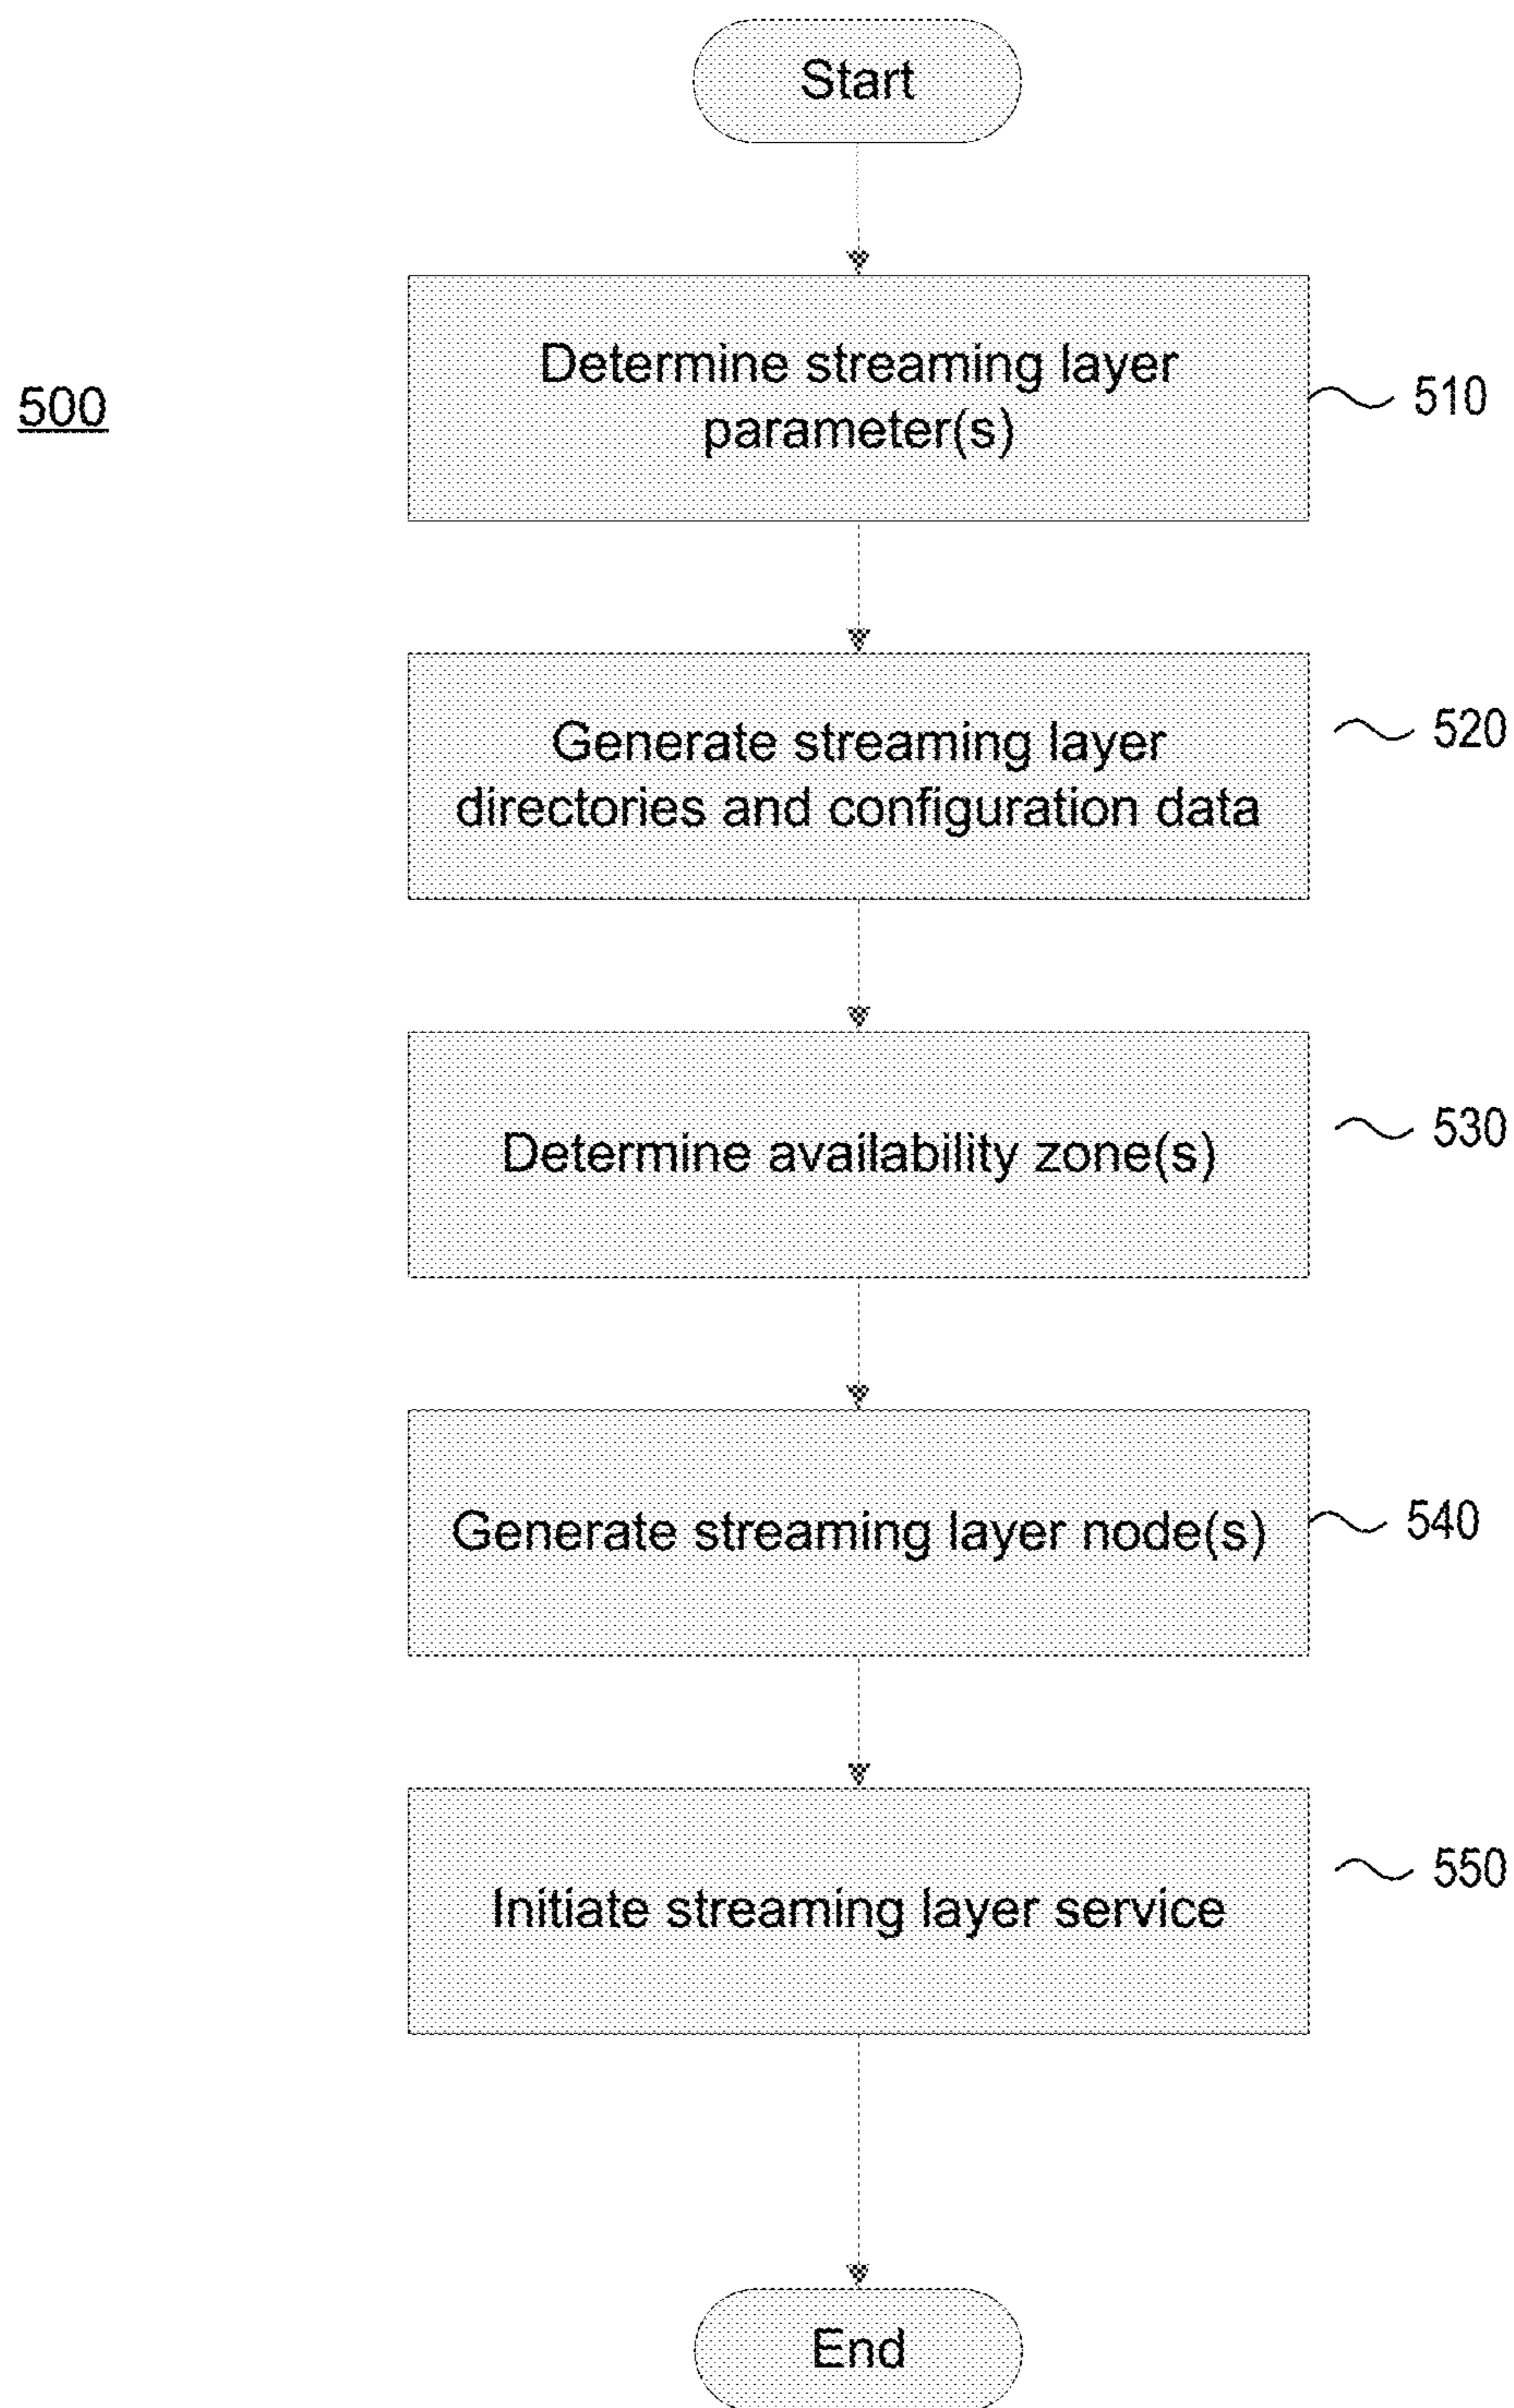 Start
500
Determine streaming layer
parameter(s)
510
Generate streaming layer
directories and configuration data
520
Determine availability zone(s)
530
Generate streaming layer node(s)
540
Initiate streaming layer service
550
End